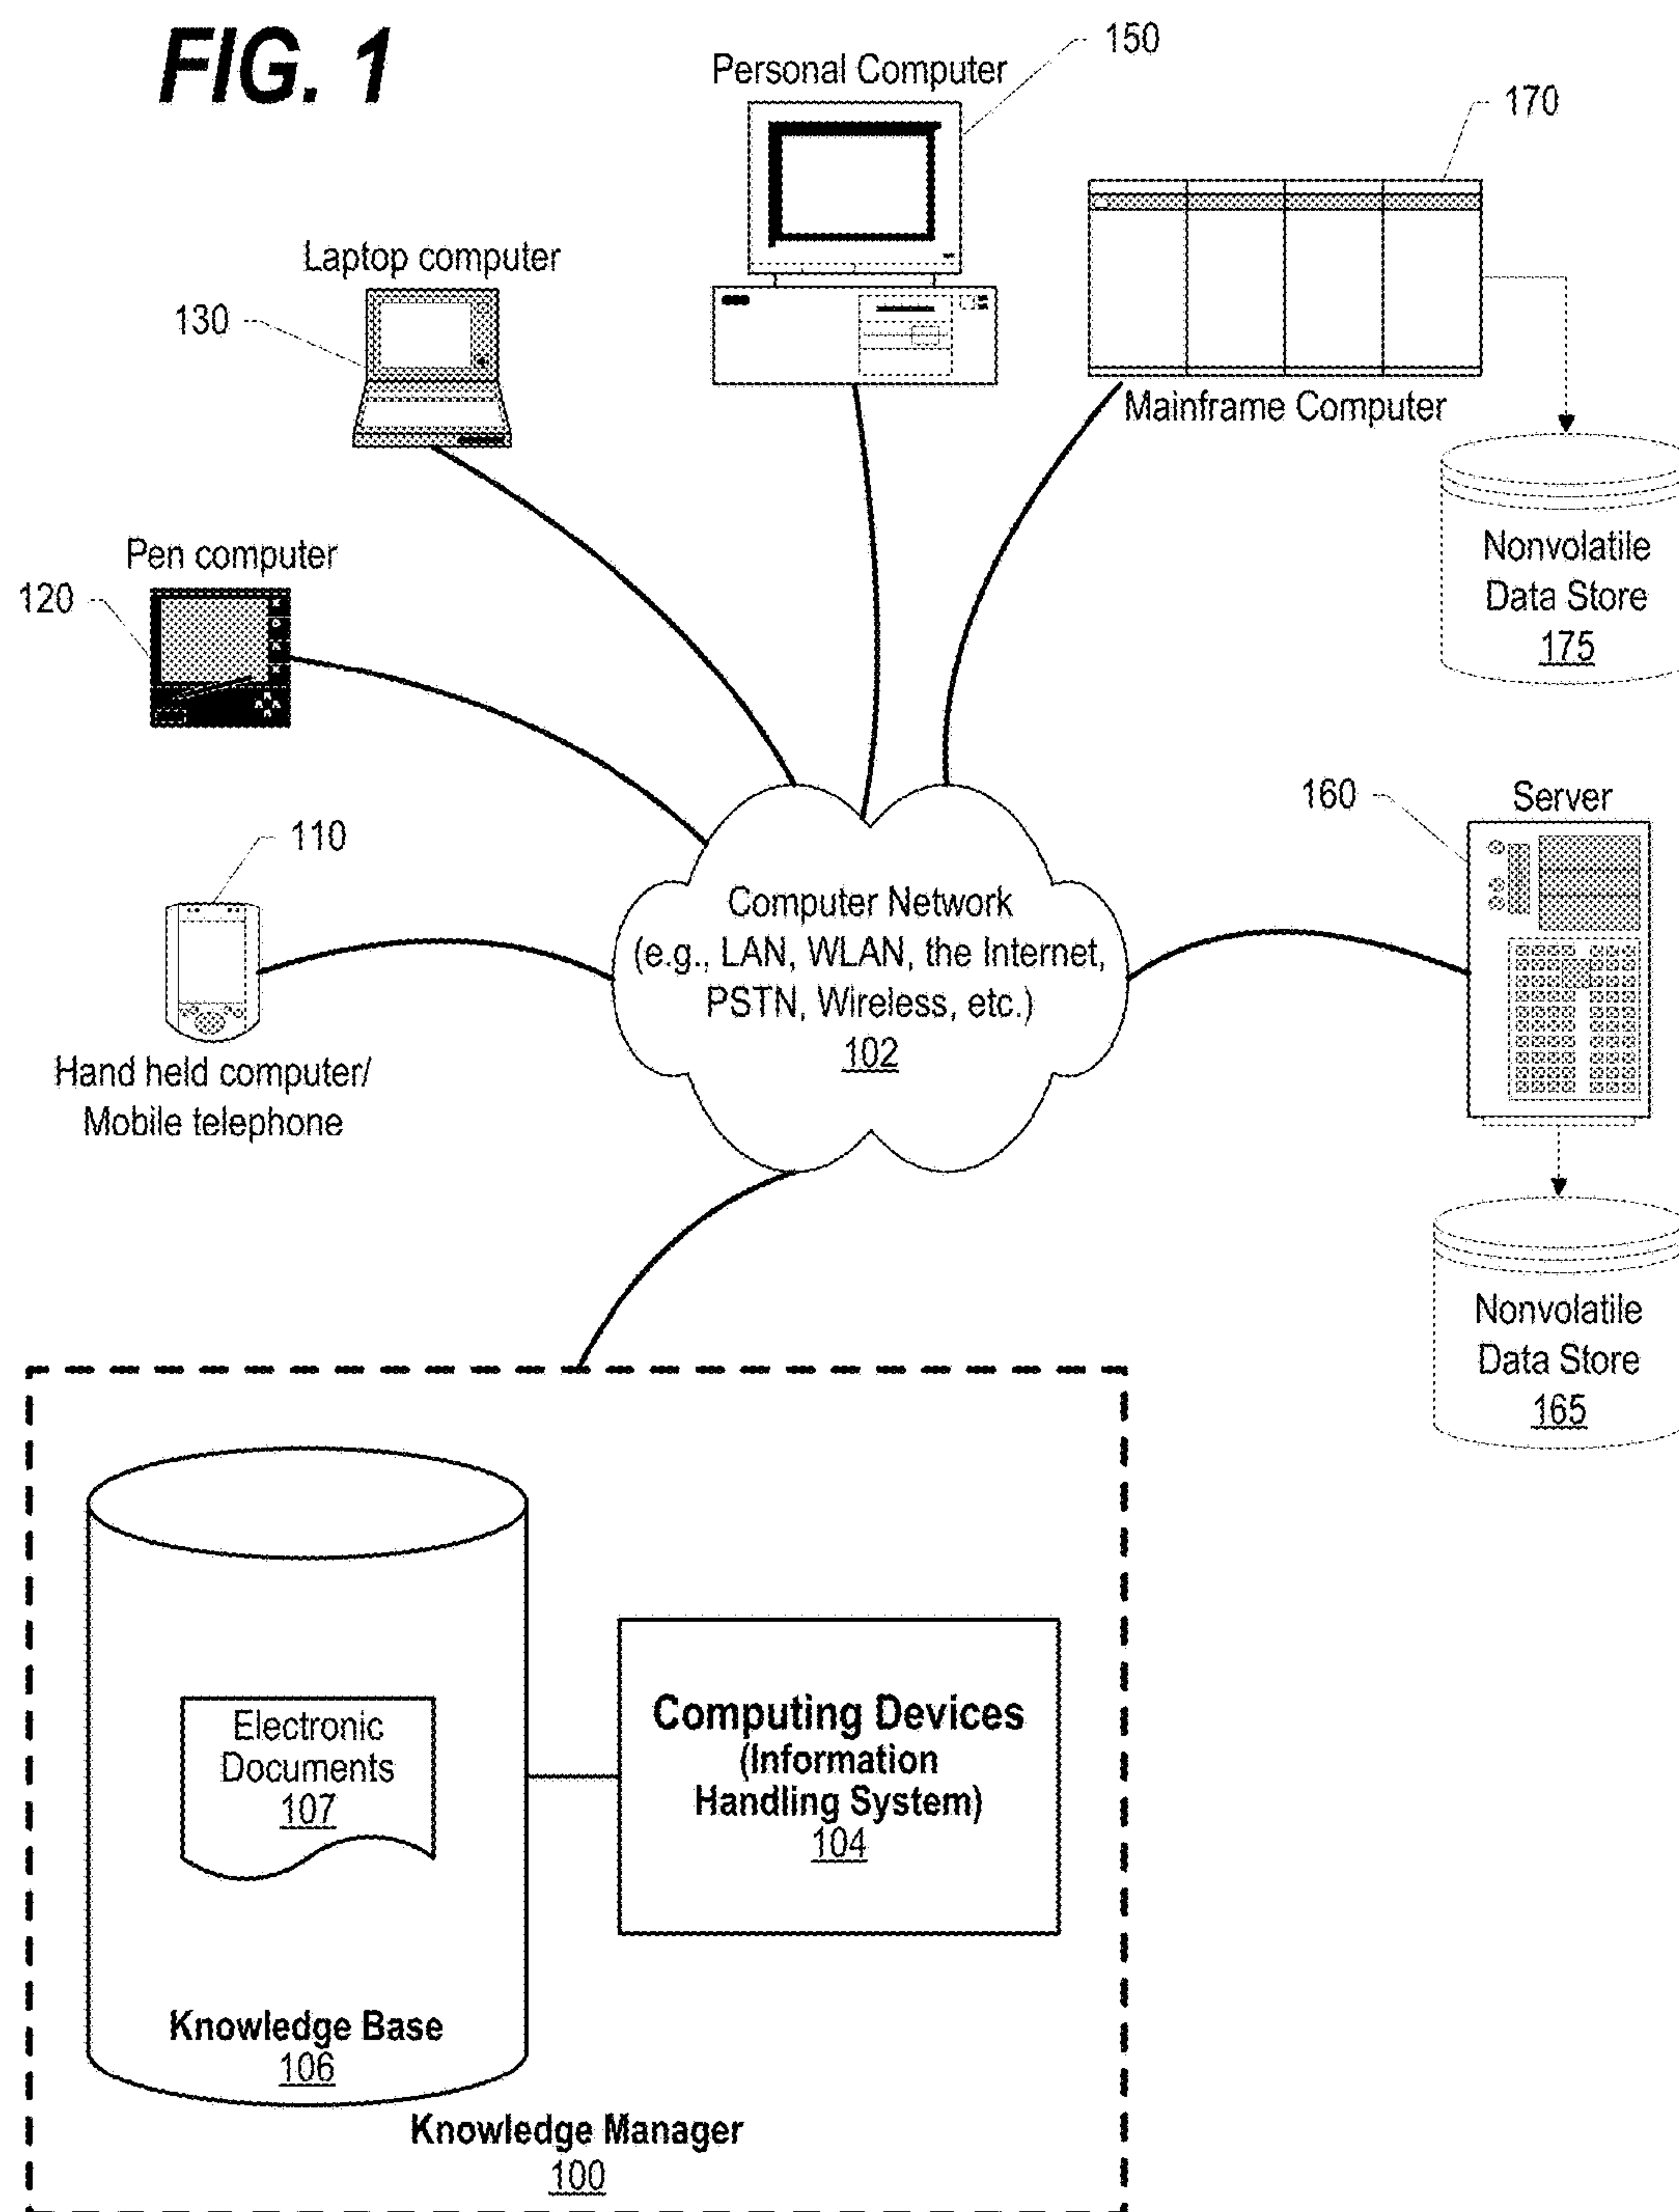 FIG. 1
150
Personal Computer
170
Laptop computer
130
Mainframe Computer
Nonvolatile
Data Store
175
Pen computer
120
160
Server
110
Computer Network
(e.g., LAN, WLAN, the Internet,
PSTN, Wireless, etc.)
102
Hand held computer/
Mobile telephone
Nonvolatile
Data Store
165
Electronic
Documents
107
Computing Devices
(Information
Handling System)
104
Knowledge Base
106
Knowledge Manager
100